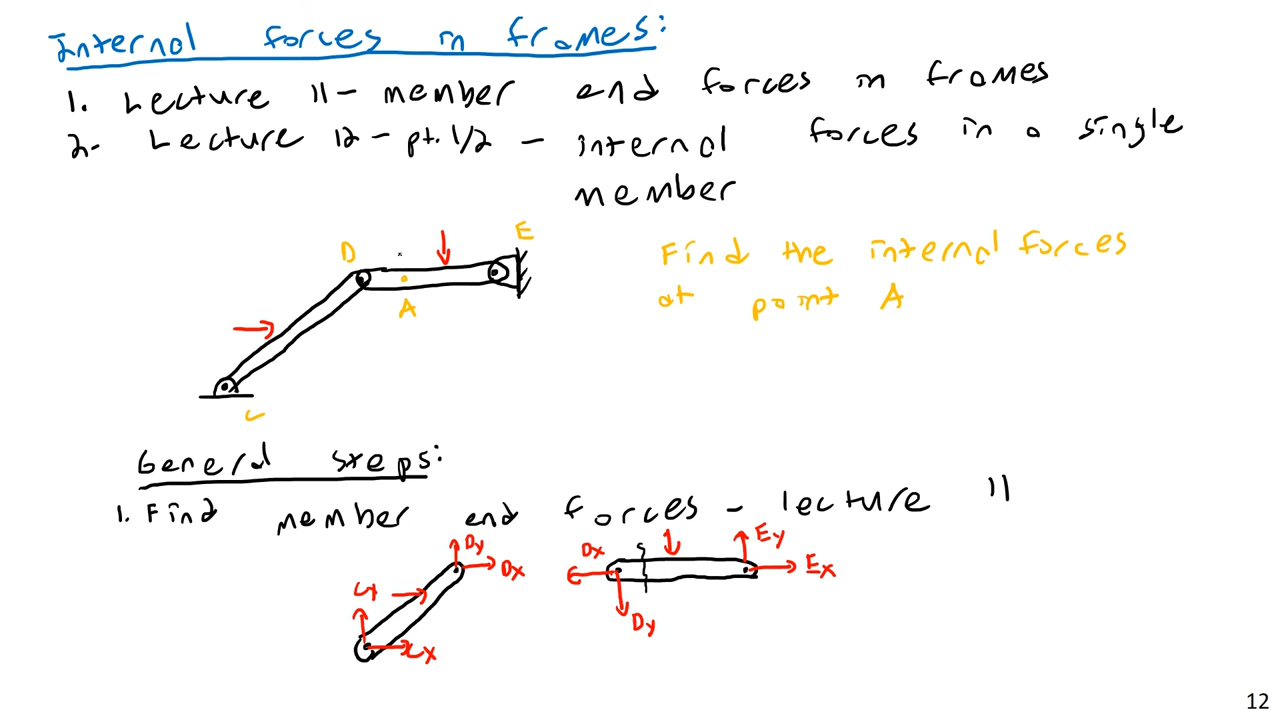 Internal forces in frames:
1. Lecture 11 - member end forces in frames
2. Lecture 12 - pt. 1/2 - internal forces in a single
member
D
E
A
C
Find the internal forces
at point A
General steps:
1. Find member end forces - lecture 11
Dy
Dx
Cy
Cx
Dx
Dy
Ey
Ex
12